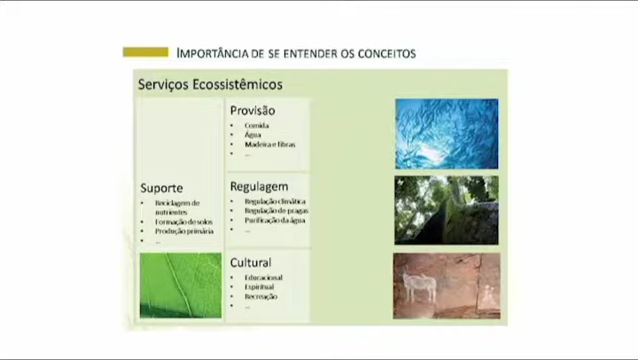 IMPORTÂNCIA DE SE ENTENDER OS CONCEITOS
Serviços Ecossistêmicos
Provisão
• Comida
• Água
• Madeira e fibras
• ...
Suporte
• Reciclagem de
nutrientes
• Formação de solos
• Produção primária
• ...
Regulagem
• Regulação climática
• Regulação de pragas
• Purificação da água
• ...
Cultural
• Educacional
• Espiritual
• Recreação
• ...